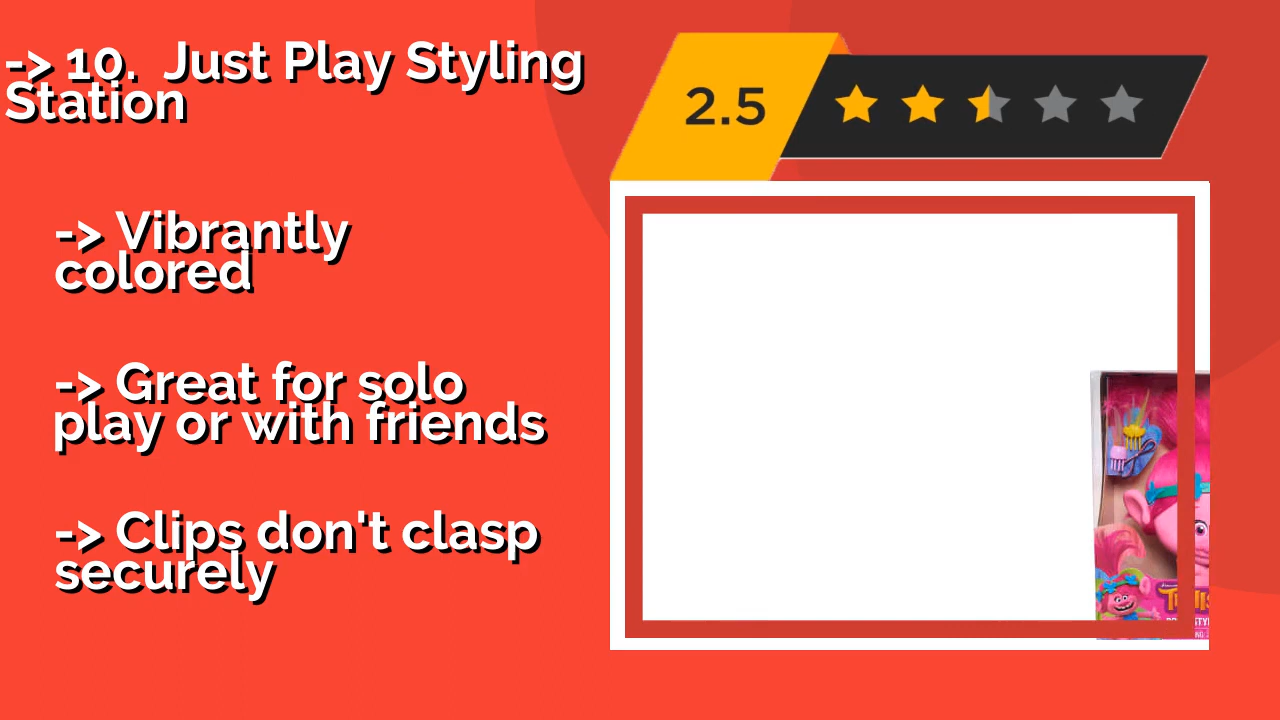 -> 10.  Just Play Styling
Station
2.5
-> Vibrantly
colored
-> Great for solo
play or with friends
-> Clips don't clasp
securely